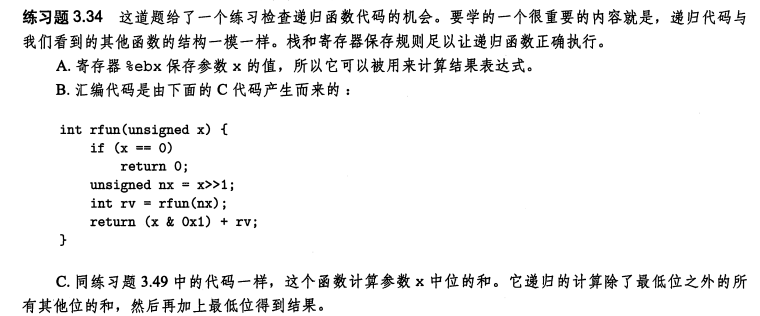 练习题 3.34 这道题给了一个练习检查递归函数代码的机会。要学的一个很重要的内容就是，递归代码与
我们看到的其他函数的结构一模一样。栈和寄存器保存规则足以让递归函数正确执行。
A. 寄存器 %ebx 保存参数 x 的值，所以它可以被用来计算结果表达式。
B. 汇编代码是由下面的 C 代码产生而来的：
int rfun(unsigned x) {
if (x == 0)
return 0;
unsigned nx = x>>1;
int rv = rfun(nx);
return (x & 0x1) + rv;
}
C. 同练习题 3.49 中的代码一样，这个函数计算参数 x 中位的和。它递归的计算除了最低位之外的所
有其他位的和，然后再加上最低位得到结果。